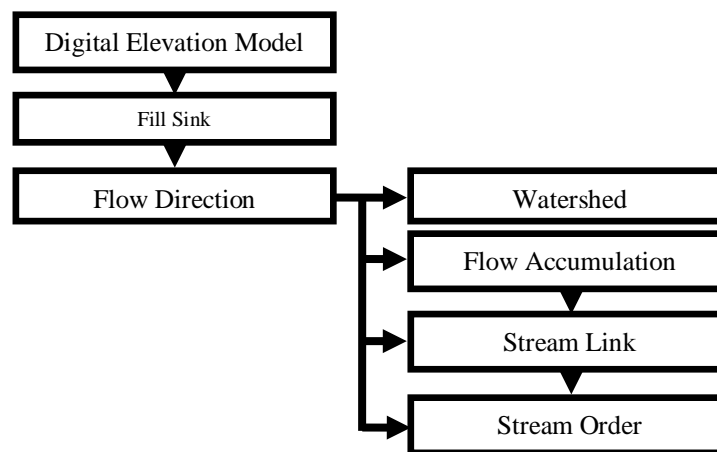 Digital Elevation Model
Fill Sink
Flow Direction
Watershed
Flow Accumulation
Stream Link
Stream Order